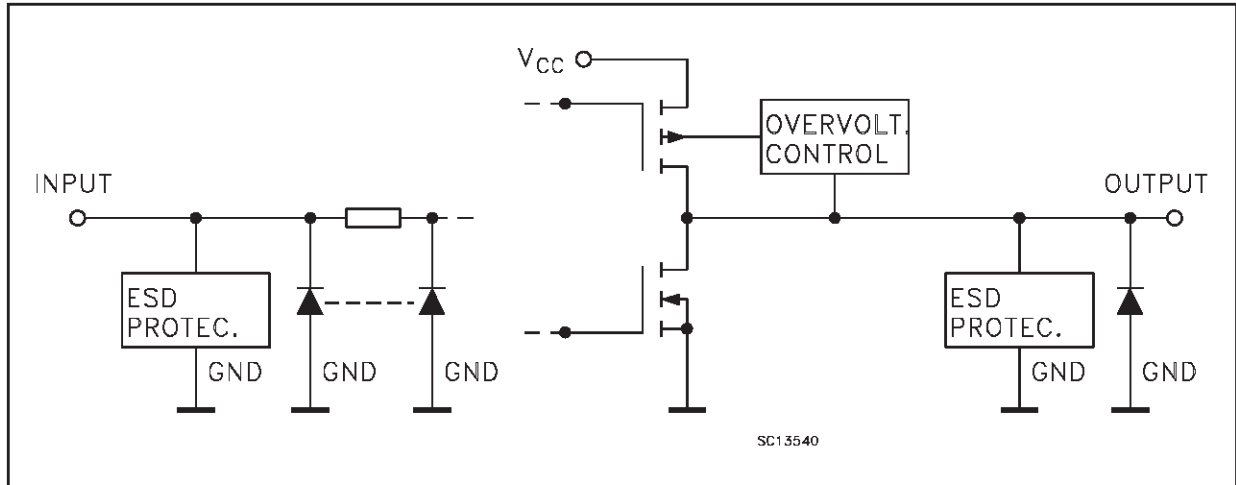 VCC
OVERVOLT.
CONTROL
INPUT
OUTPUT
ESD
PROTEC.
GND
GND
GND
ESD
PROTEC.
GND
GND
SC13540